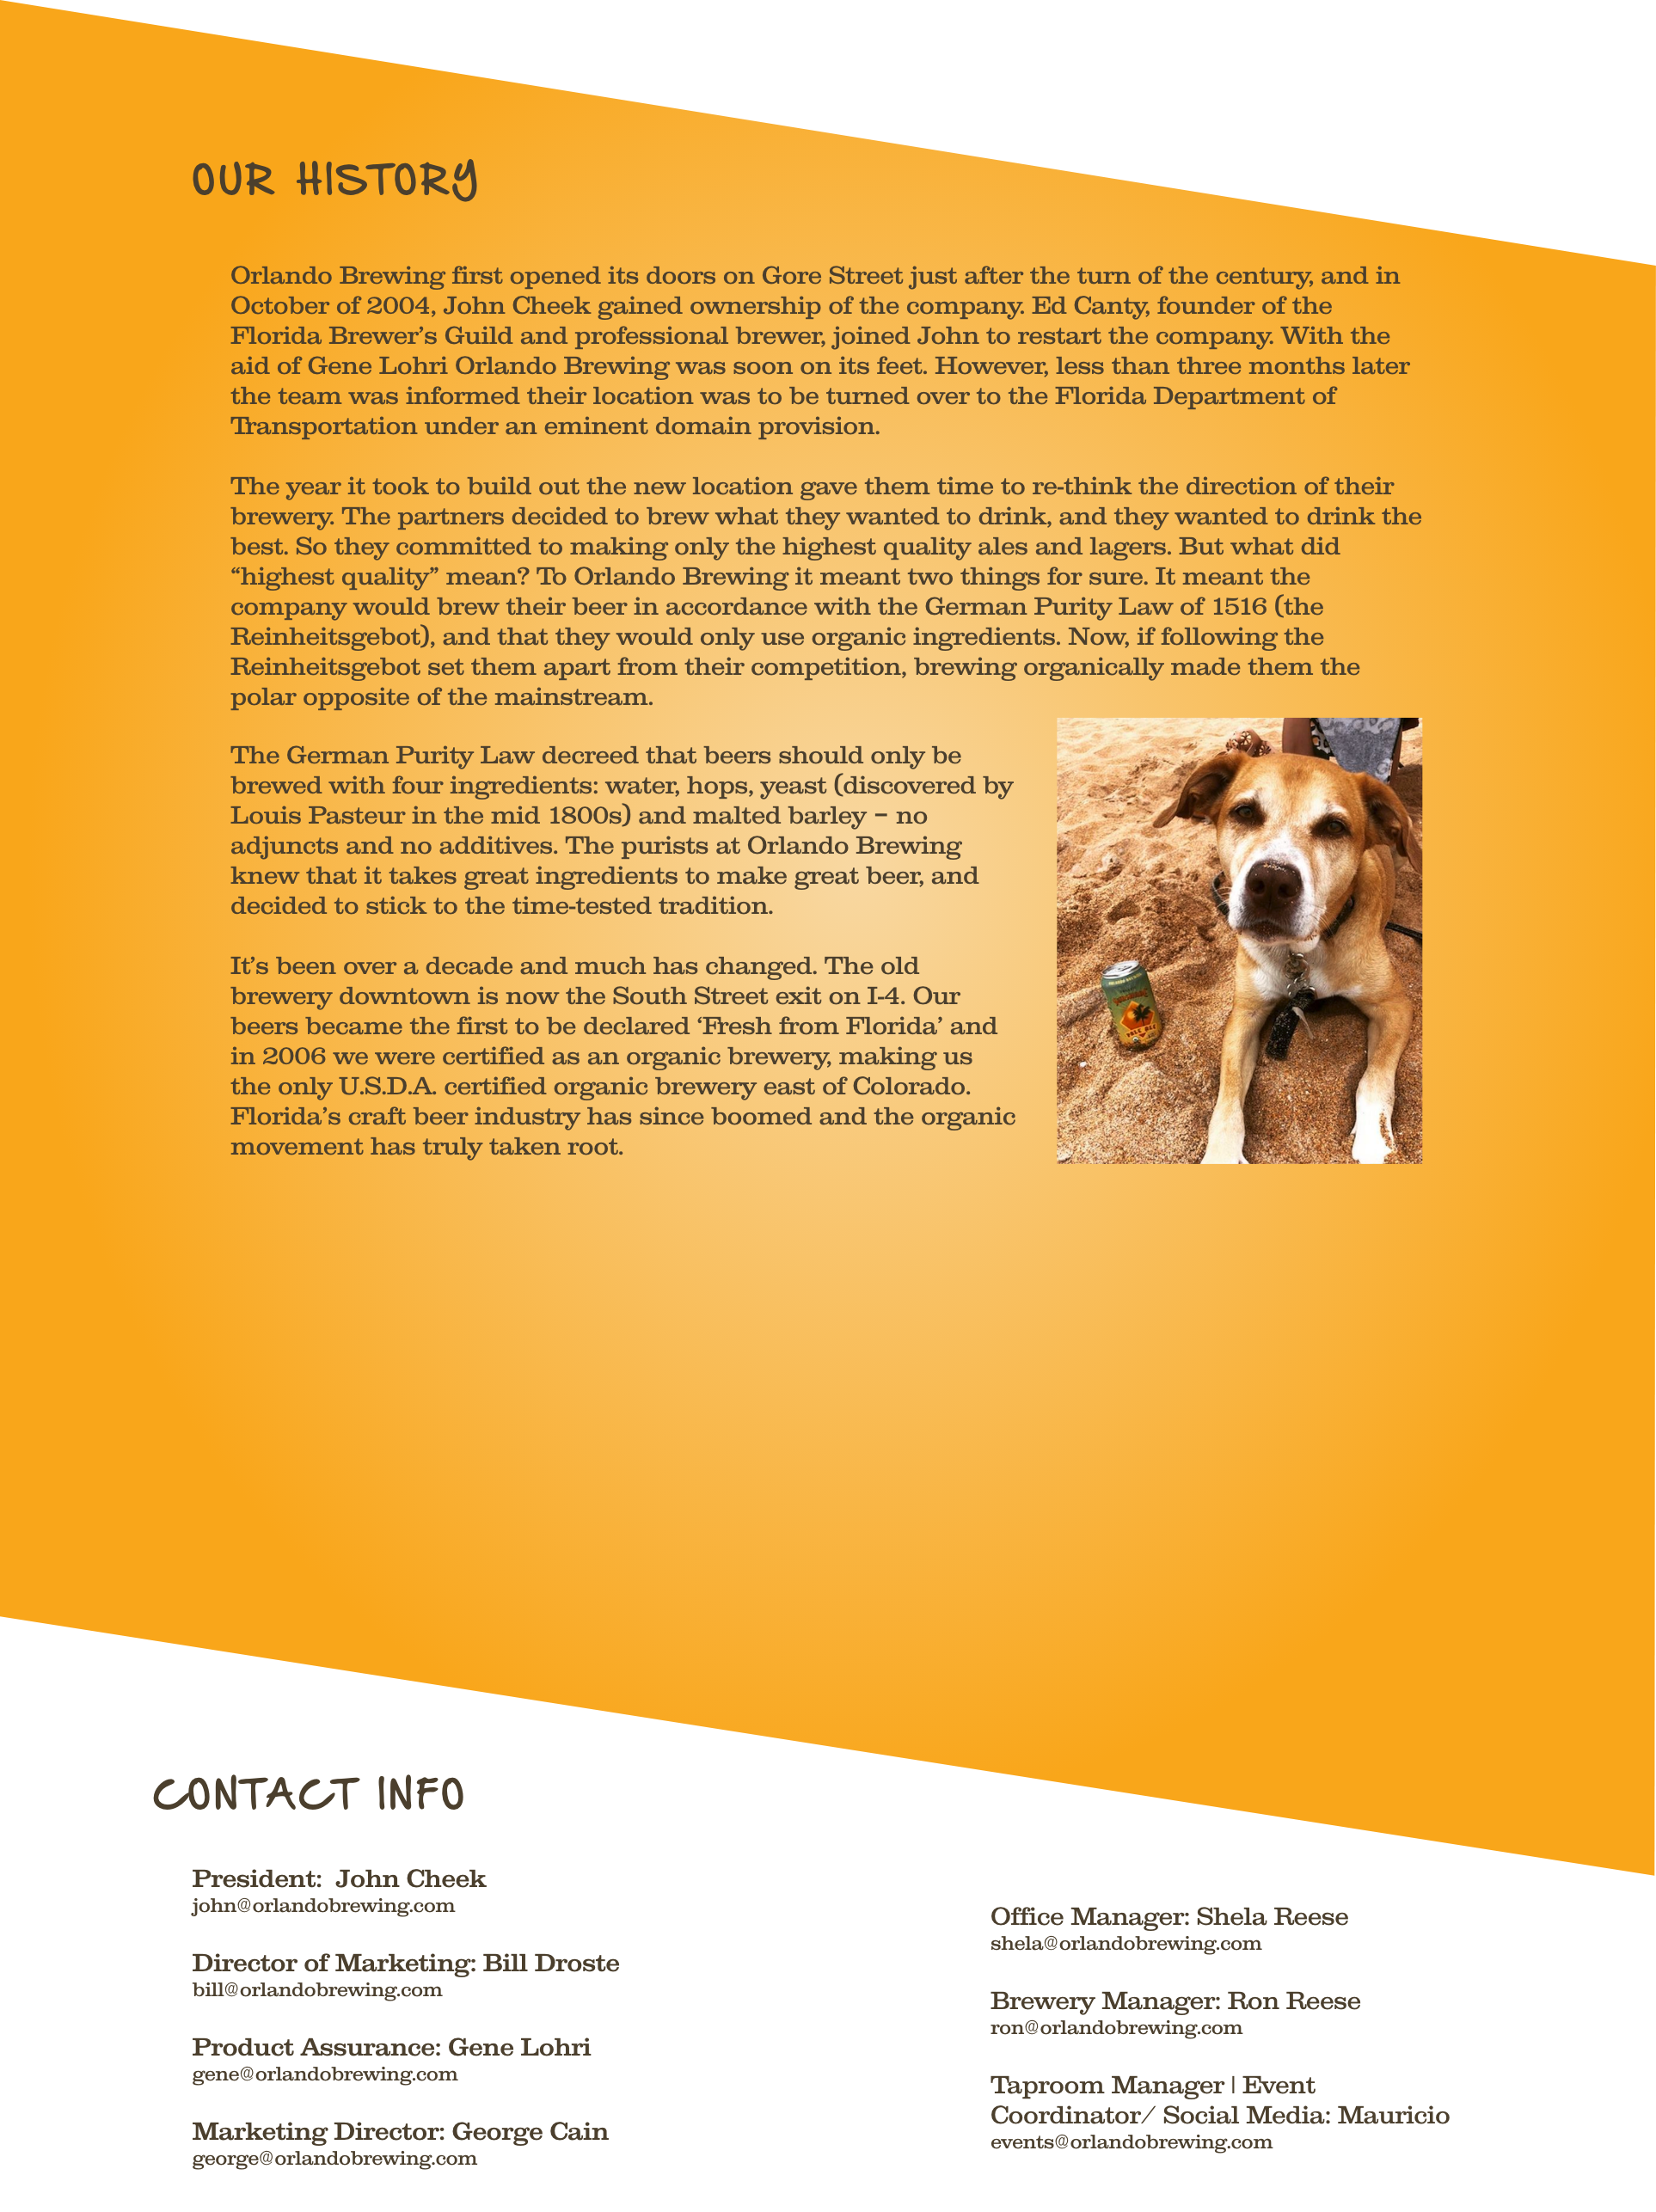 OUR HISTORY
Orlando Brewing first opened its doors on Gore Street just after the turn of the century, and in
October of 2004, John Cheek gained ownership of the company. Ed Canty, founder of the
Florida Brewer's Guild and professional brewer, joined John to restart the company. With the
aid of Gene Lohri Orlando Brewing was soon on its feet. However, less than three months later
the team was informed their location was to be turned over to the Florida Department of
Transportation under an eminent domain provision.
The year it took to build out the new location gave them time to re-think the direction of their
brewery. The partners decided to brew what they wanted to drink, and they wanted to drink the
best. So they committed to making only the highest quality ales and lagers. But what did
“highest quality” mean? To Orlando Brewing it meant two things for sure. It meant the
company would brew their beer in accordance with the German Purity Law of 1516 (the
Reinheitsgebot), and that they would only use organic ingredients. Now, if following the
Reinheitsgebot set them apart from their competition, brewing organically made them the
polar opposite of the mainstream.
The German Purity Law decreed that beers should only be
brewed with four ingredients: water, hops, yeast (discovered by
Louis Pasteur in the mid 1800s) and malted barley – no
adjuncts and no additives. The purists at Orlando Brewing
knew that it takes great ingredients to make great beer, and
decided to stick to the time-tested tradition.
It's been over a decade and much has changed. The old
brewery downtown is now the South Street exit on I-4. Our
beers became the first to be declared ‘Fresh from Florida’ and
in 2006 we were certified as an organic brewery, making us
the only U.S.D.A. certified organic brewery east of Colorado.
Florida's craft beer industry has since boomed and the organic
movement has truly taken root.
PALE ALE
CONTACT INFO
President:  John Cheek
john@orlandobrewing.com
Director of Marketing: Bill Droste
bill@orlandobrewing.com
Product Assurance: Gene Lohri
gene@orlandobrewing.com
Marketing Director: George Cain
george@orlandobrewing.com
Office Manager: Shela Reese
shela@orlandobrewing.com
Brewery Manager: Ron Reese
ron@orlandobrewing.com
Taproom Manager | Event
Coordinator/ Social Media: Mauricio
events@orlandobrewing.com